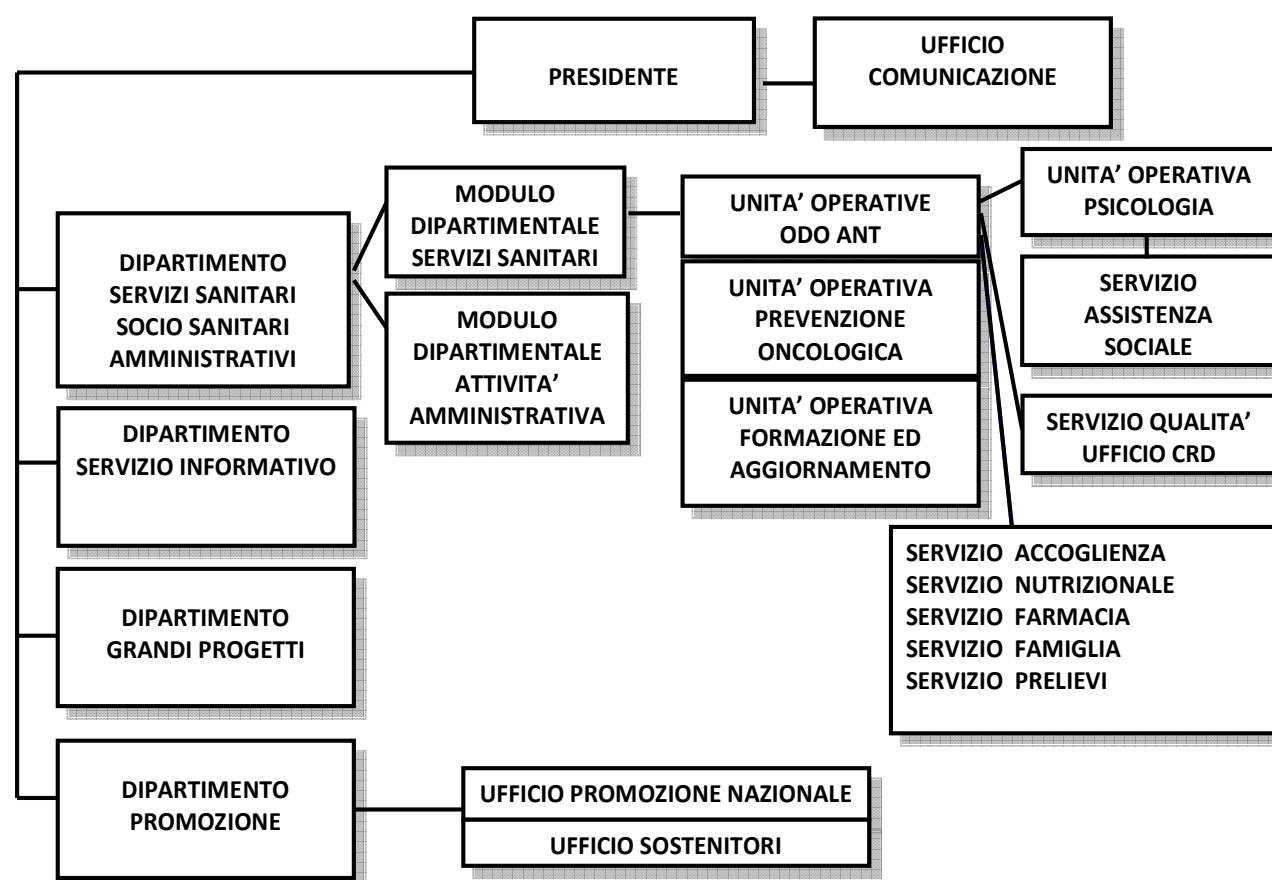 PRESIDENTE
UFFICIO
COMUNICAZIONE
DIPARTIMENTO
SERVIZI SANITARI
SOCIO SANITARI
AMMINISTRATIVI
MODULO
DIPARTIMENTALE
SERVIZI SANITARI
MODULO
DIPARTIMENTALE
ATTIVITA’
AMMINISTRATIVA
UNITA’ OPERATIVE
ODO ANT
UNITA’ OPERATIVA
PREVENZIONE
ONCOLOGICA
UNITA’ OPERATIVA
FORMAZIONE ED
AGGIORNAMENTO
UNITA’ OPERATIVA
PSICOLOGIA
SERVIZIO
ASSISTENZA
SOCIALE
SERVIZIO QUALITA’
UFFICIO CRD
SERVIZIO ACCOGLIENZA
SERVIZIO NUTRIZIONALE
SERVIZIO FARMACIA
SERVIZIO FAMIGLIA
SERVIZIO PRELIEVI
DIPARTIMENTO
SERVIZIO INFORMATIVO
DIPARTIMENTO
GRANDI PROGETTI
DIPARTIMENTO
PROMOZIONE
UFFICIO PROMOZIONE NAZIONALE
UFFICIO SOSTENITORI